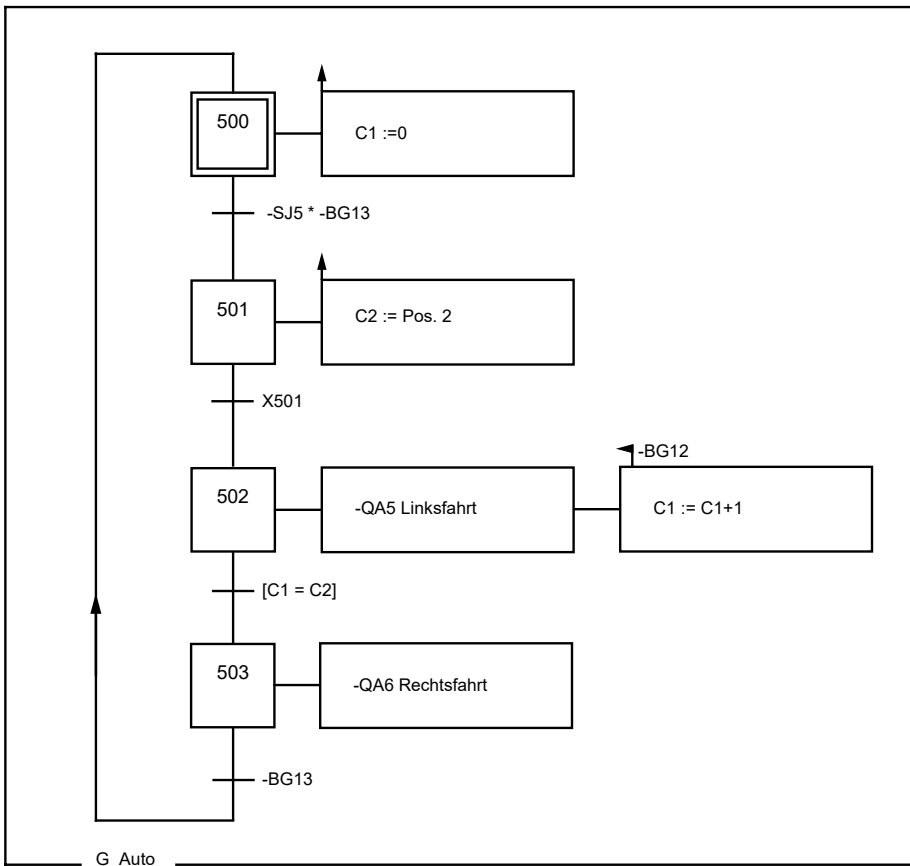 500
C1 :=0
-SJ5 * -BG13
501
C2 := Pos. 2
X501
-BG12
502
-QA5 Linksfahrt
C1 := C1+1
[C1 = C2]
503
-QA6 Rechtsfahrt
-BG13
G_Auto